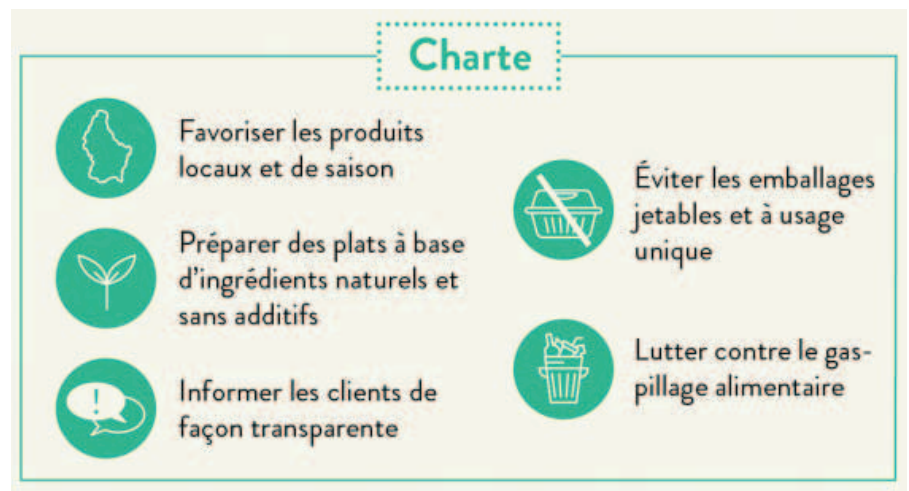 Charte
Favoriser les produits
locaux et de saison
Préparer des plats à base
d'ingrédients naturels et
sans additifs
Informer les clients de
façon transparente
Éviter les emballages
jetables et à usage
unique
Lutter contre le gas-
pillage alimentaire